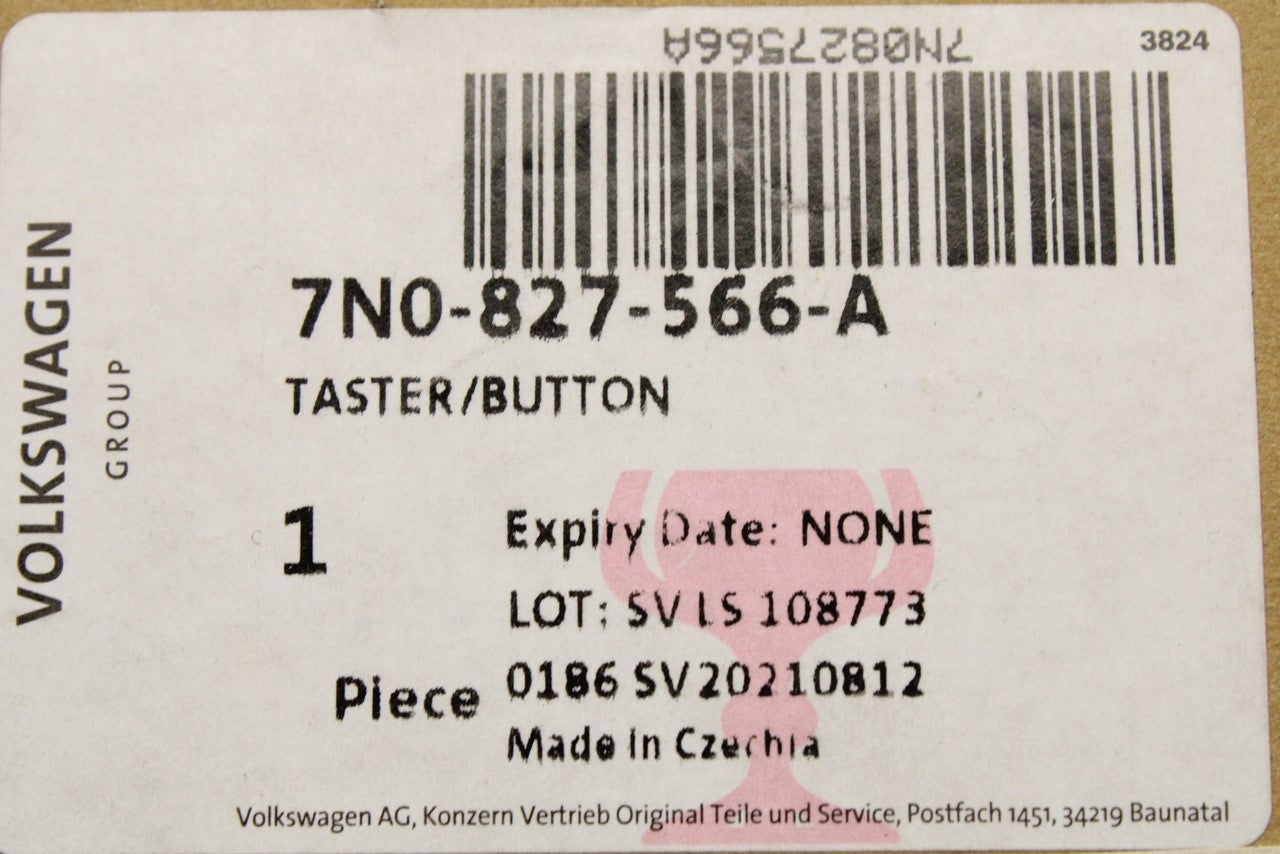 7N0827566A
3824
7N0-827-566-A
TASTER/BUTTON
VOLKSWAGEN
GROUP
1
Piece
Expiry Date: NONE
LOT: SV LS 108773
0186 SV20210812
Made In Czechia
Volkswagen AG, Konzern Vertrieb Original Teile und Service, Postfach 1451, 34219 Baunatal